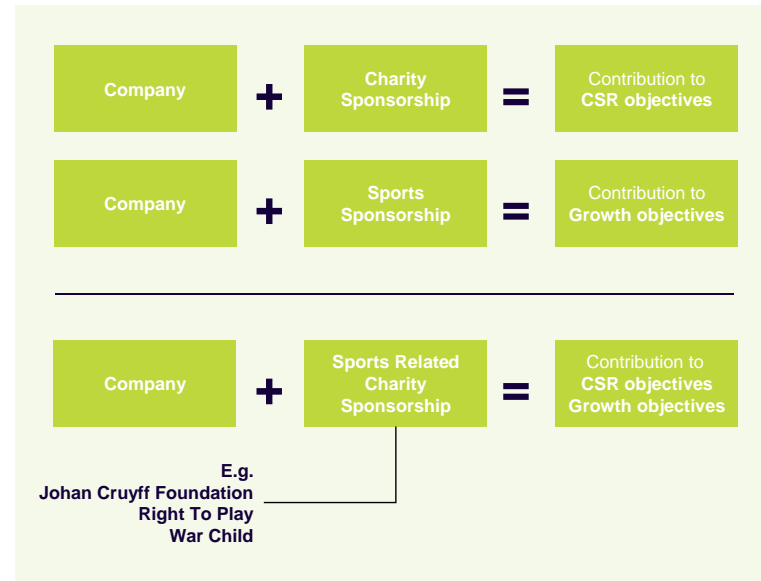 Company
+
Charity
Sponsorship
=
Contribution to
CSR objectives
Company
+
Sports
Sponsorship
=
Contribution to
Growth objectives
Company
+
Sports Related
Charity
Sponsorship
=
Contribution to
CSR objectives
Growth objectives
E.g.
Johan Cruyff Foundation
Right To Play
War Child